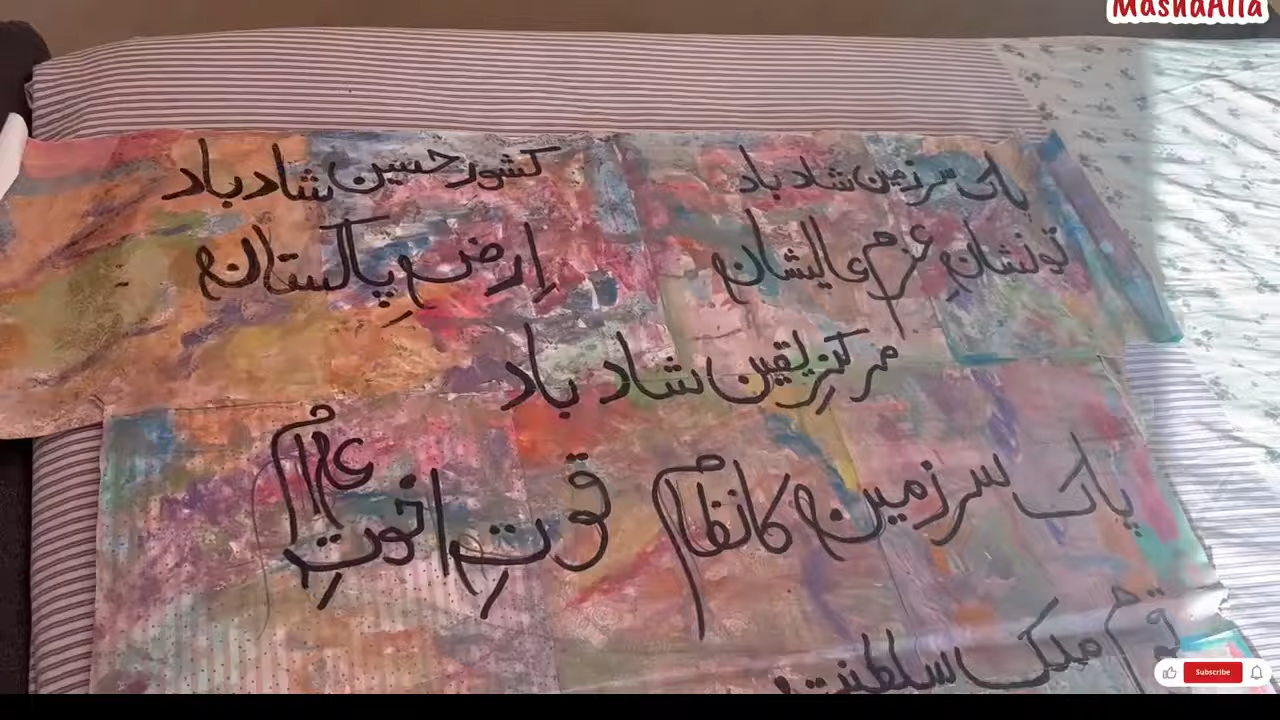 MashaAlla
پاک سرزمین شاد باد کشور حسین شاد باد
تو نشانِ عزم عالیشان ارضِ پاکستان
مرکزِ یقین شاد باد
پاک سرزمین کا نظام قوتِ اخوتِ عوام
قوم ملک سلطنت
Subscribe